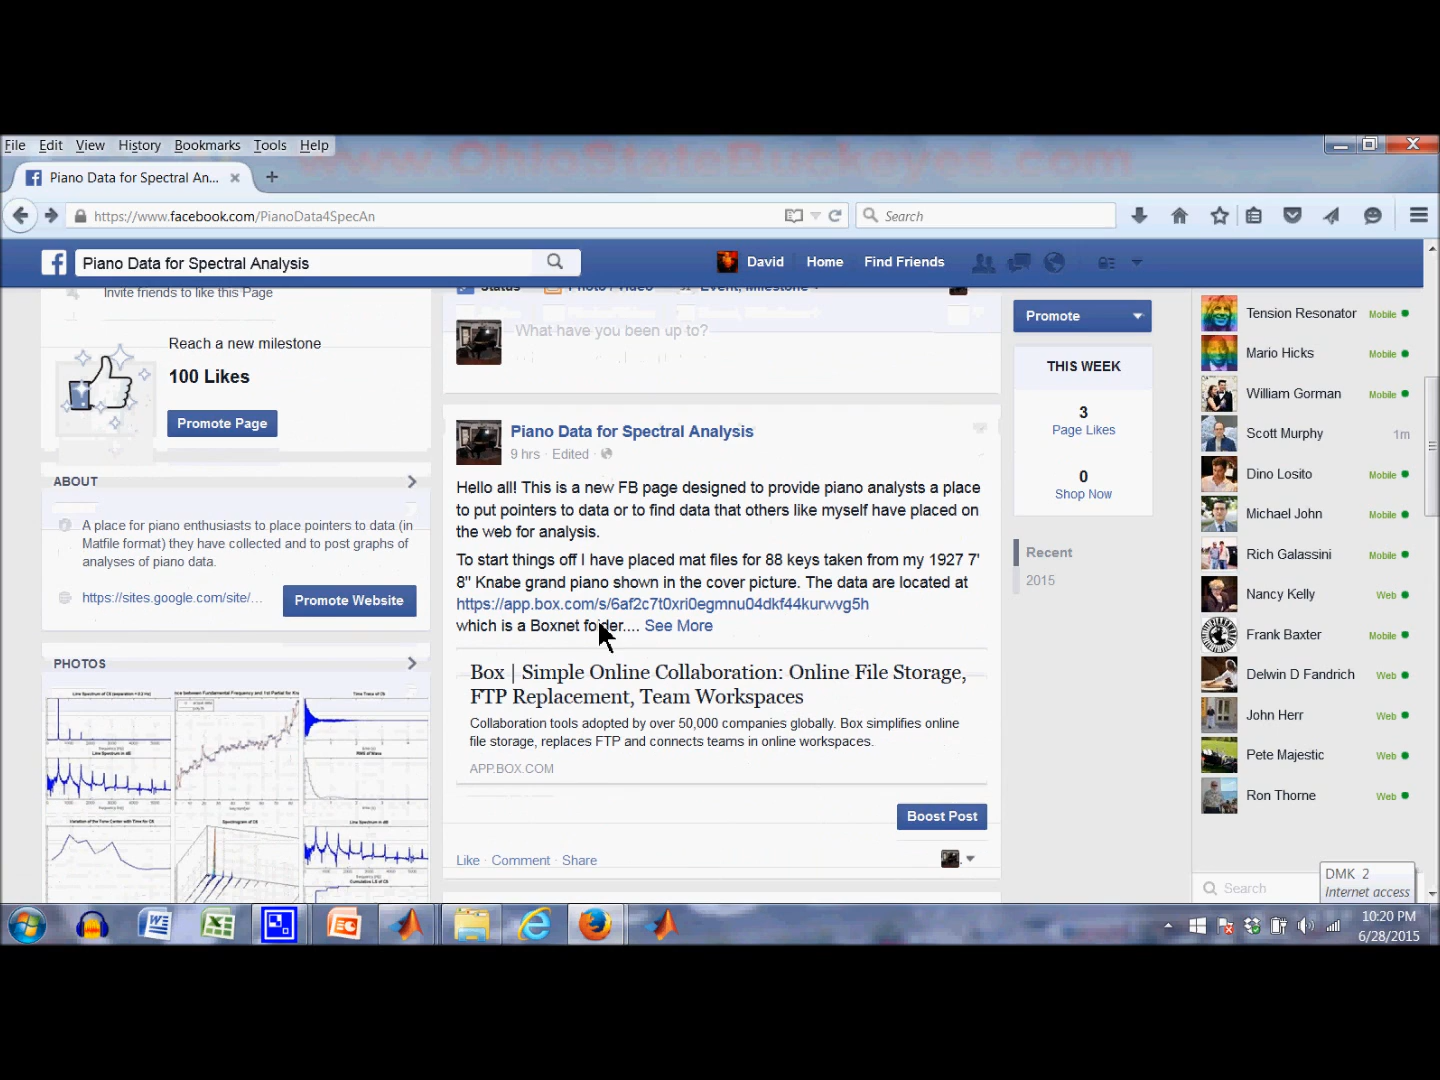 www.OhioStateBuckeyes.com
File Edit View History Bookmarks Tools Help
Piano Data for Spectral An...
https://www.facebook.com/PianoData4SpecAn
Search
Piano Data for Spectral Analysis
David Home Find Friends
Invite friends to like this Page
Reach a new milestone
100 Likes
Promote Page
ABOUT
A place for piano enthusiasts to place pointers to data (in
Matfile format) they have collected and to post graphs of
analyses of piano data.
https://sites.google.com/site/...
Promote Website
PHOTOS
Status Photo / Video Event, Milestone +
What have you been up to?
Piano Data for Spectral Analysis
9 hrs · Edited ·
Hello all! This is a new FB page designed to provide piano analysts a place
to put pointers to data or to find data that others like myself have placed on
the web for analysis.
To start things off I have placed mat files for 88 keys taken from my 1927 7'
8" Knabe grand piano shown in the cover picture. The data are located at
https://app.box.com/s/6af2c7t0xri0egmnu04dkf44kurwvg5h
which is a Boxnet folder.... See More
Box | Simple Online Collaboration: Online File Storage,
FTP Replacement, Team Workspaces
Collaboration tools adopted by over 50,000 companies globally. Box simplifies online
file storage, replaces FTP and connects teams in online workspaces.
APP.BOX.COM
Boost Post
Like · Comment · Share
Promote
THIS WEEK
3
Page Likes
0
Shop Now
Recent
2015
Tension Resonator Mobile
Mario Hicks Mobile
William Gorman Mobile
Scott Murphy 1m
Dino Losito Mobile
Michael John Mobile
Rich Galassini Mobile
Nancy Kelly Web
Frank Baxter Mobile
Delwin D Fandrich Web
John Herr Web
Pete Majestic Web
Ron Thorne Web
Search
DMK 2
Internet access
10:20 PM
6/28/2015